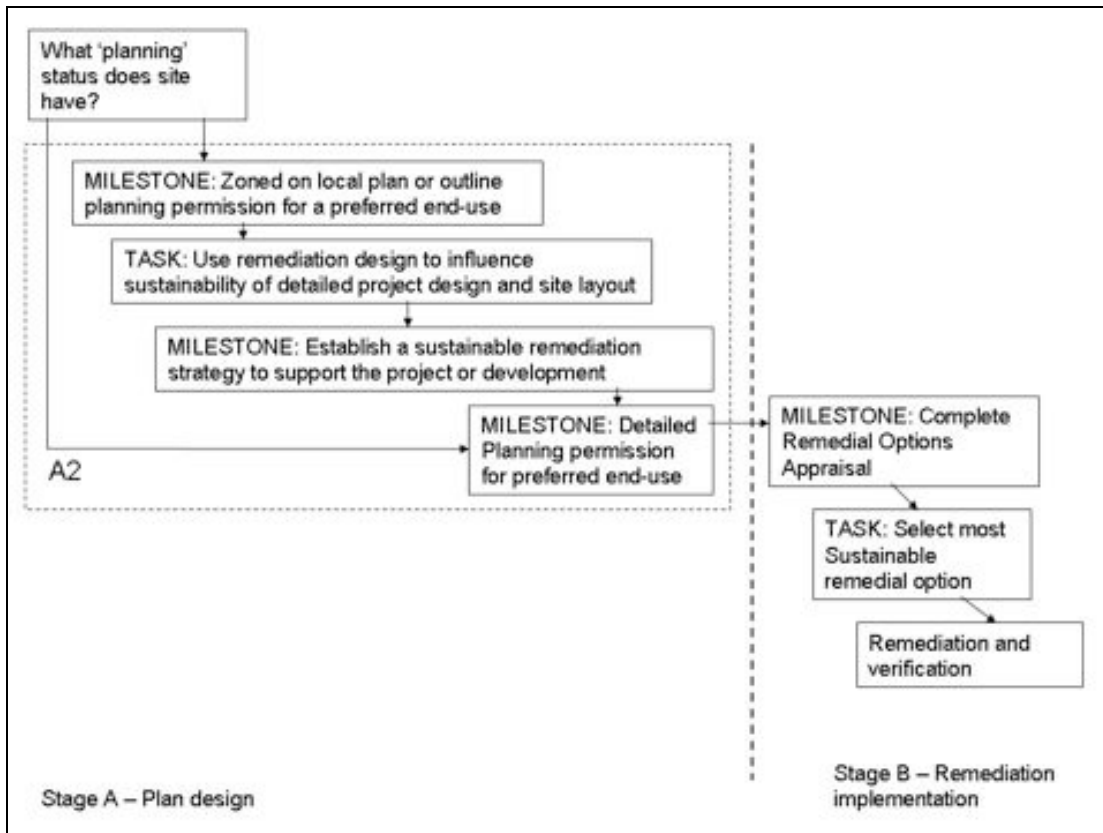 What ‘planning’
status does site
have?
MILESTONE: Zoned on local plan or outline
planning permission for a preferred end-use
TASK: Use remediation design to influence
sustainability of detailed project design and site layout
MILESTONE: Establish a sustainable remediation
strategy to support the project or development
MILESTONE: Detailed
Planning permission
for preferred end-use
A2
MILESTONE: Complete
Remedial Options
Appraisal
TASK: Select most
Sustainable
remedial option
Remediation and
verification
Stage A – Plan design
Stage B – Remediation
implementation